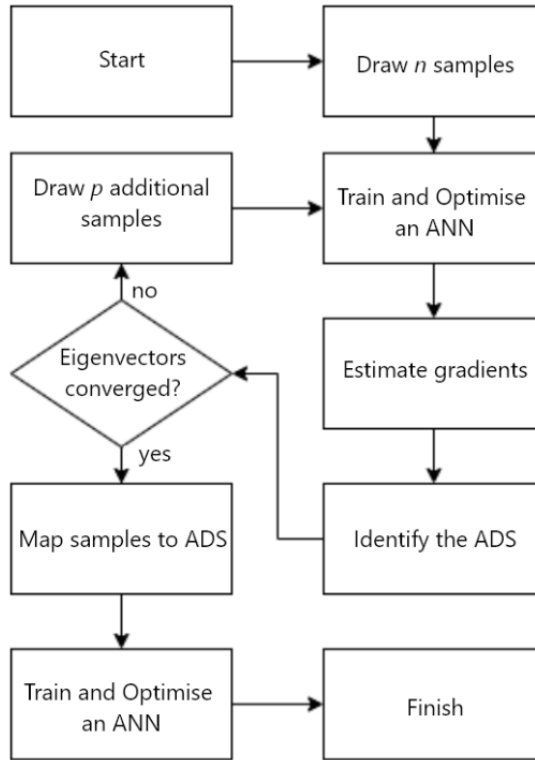 Start
Draw n samples
Draw p additional
samples
Train and Optimise
an ANN
no
Eigenvectors
converged?
Estimate gradients
yes
Map samples to ADS
Identify the ADS
Train and Optimise
an ANN
Finish